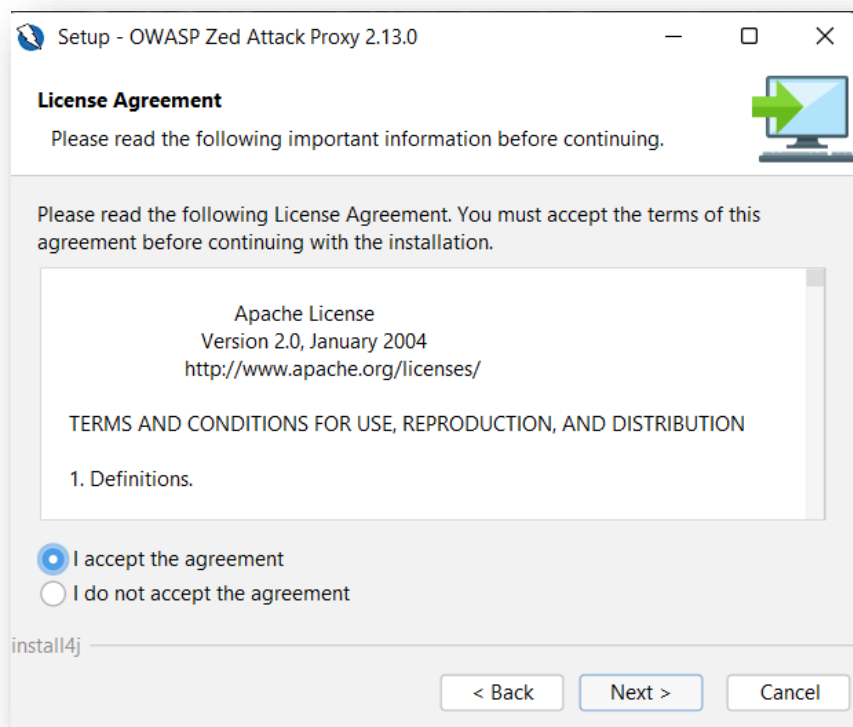 Setup - OWASP Zed Attack Proxy 2.13.0
License Agreement
Please read the following important information before continuing.
Please read the following License Agreement. You must accept the terms of this
agreement before continuing with the installation.
Apache License
Version 2.0, January 2004
http://www.apache.org/licenses/
TERMS AND CONDITIONS FOR USE, REPRODUCTION, AND DISTRIBUTION
1. Definitions.
I accept the agreement
I do not accept the agreement
install4j
< Back Next > Cancel